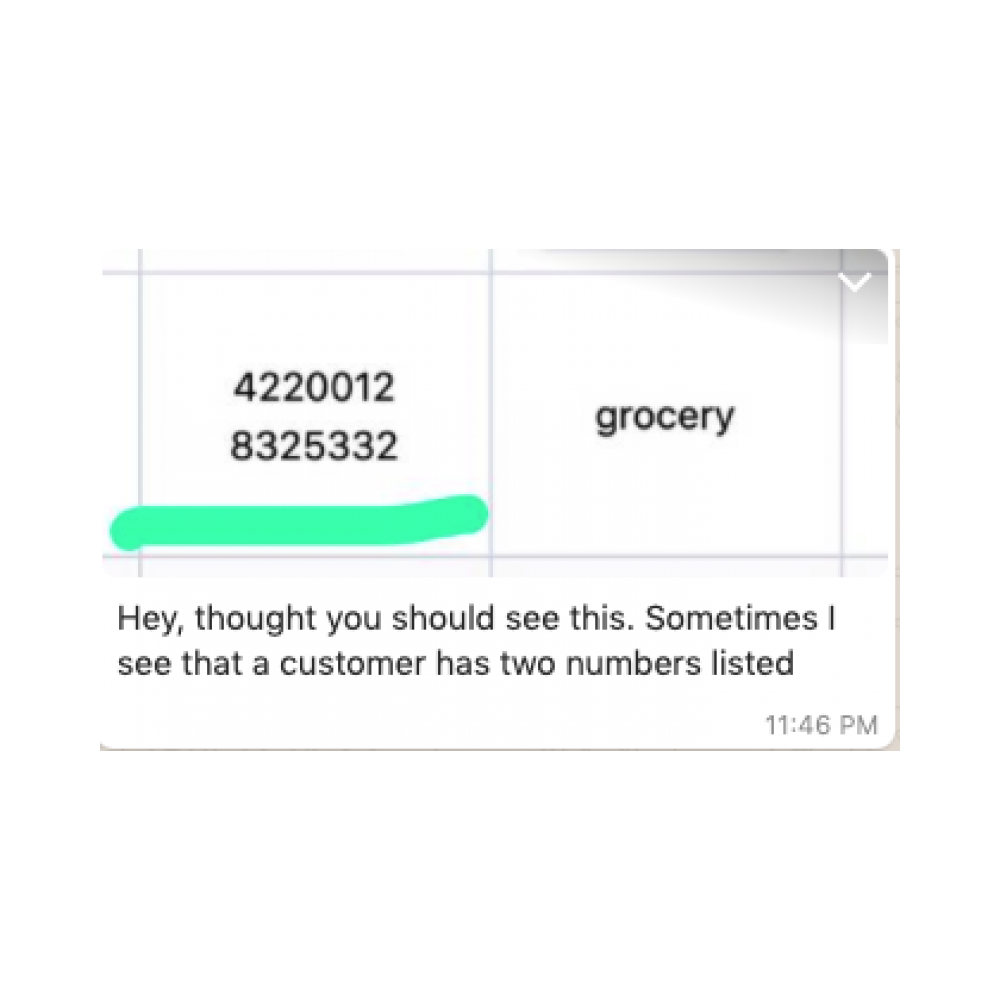 4220012
8325332
grocery
Hey, thought you should see this. Sometimes I
see that a customer has two numbers listed
11:46 PM